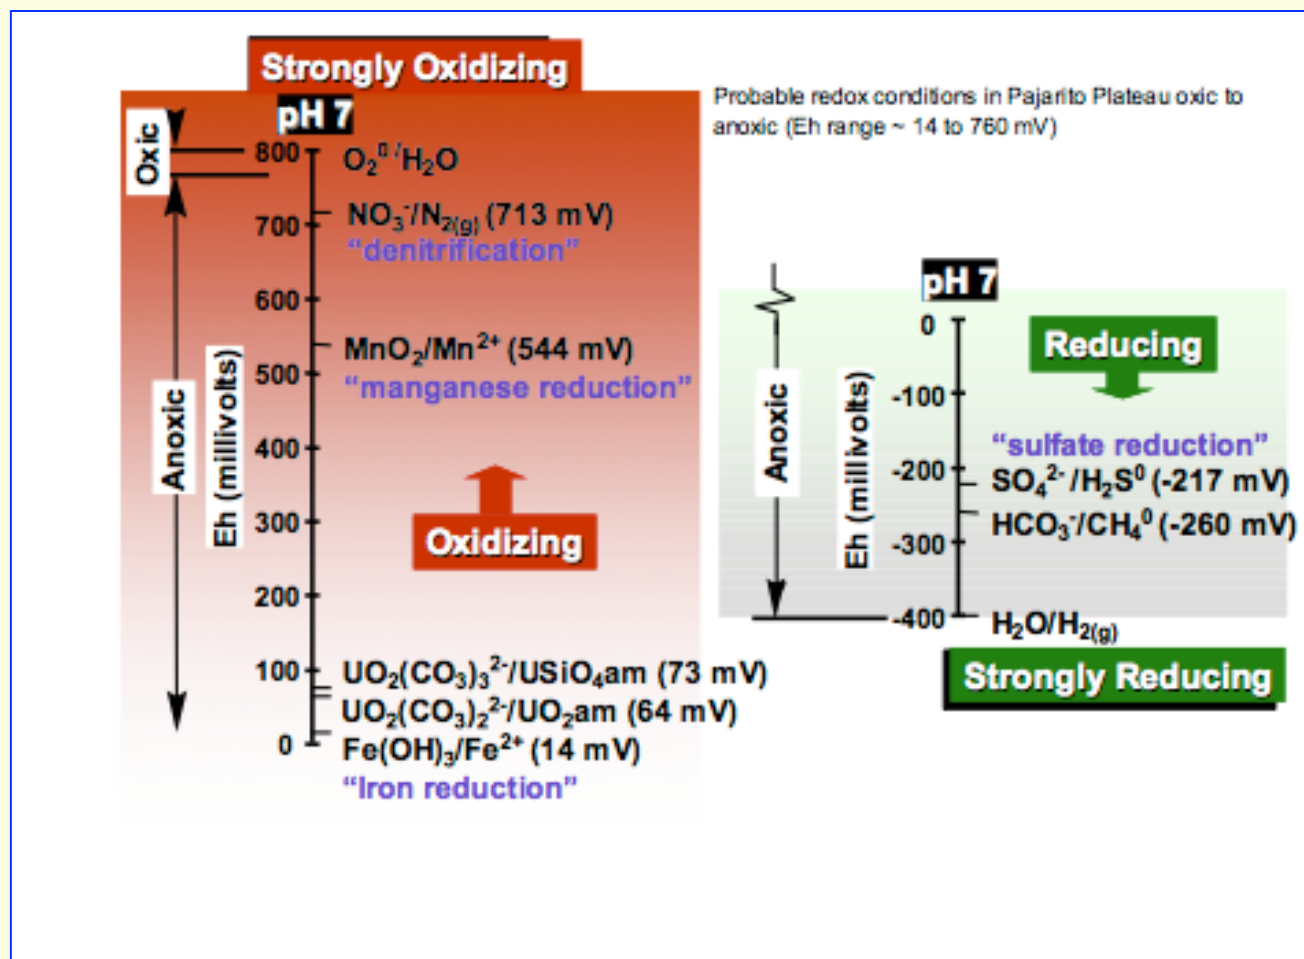 Strongly Oxidizing
pH 7
Probable redox conditions in Pajarito Plateau oxic to
anoxic (Eh range ~ 14 to 760 mV)
Oxic
Anoxic
Eh (millivolts)
800
700
600
500
400
300
200
100
0
O₂⁰/H₂O
NO₃⁻/N₂₍g₎ (713 mV)
“denitrification”
MnO₂/Mn²⁺ (544 mV)
“manganese reduction”
Oxidizing
UO₂(CO₃)₃²⁻/USiO₄am (73 mV)
UO₂(CO₃)₂²⁻/UO₂am (64 mV)
Fe(OH)₃/Fe²⁺ (14 mV)
“Iron reduction”
pH 7
Anoxic
Eh (millivolts)
0
-100
-200
-300
-400
Reducing
“sulfate reduction”
SO₄²⁻/H₂S⁰ (-217 mV)
HCO₃⁻/CH₄⁰ (-260 mV)
H₂O/H₂₍g₎
Strongly Reducing